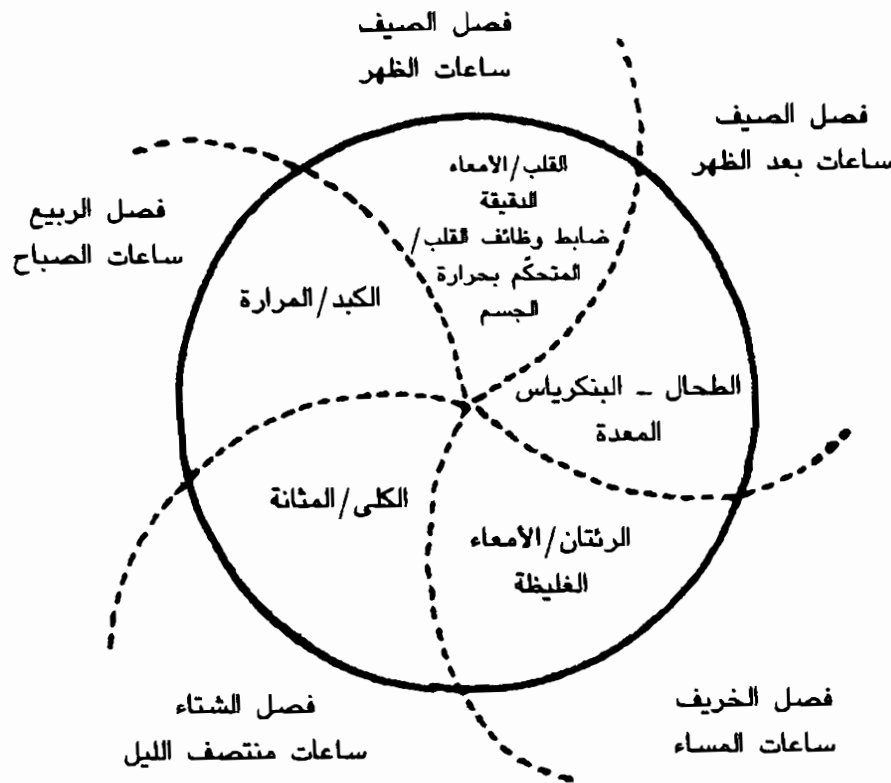 فصل الصيف
ساعات الظهر
فصل الصيف
ساعات بعد الظهر
القلب/الأمعاء
الدقيقة
ضابط وظائف القلب/
المتحكّم بحرارة
الجسم
فصل الربيع
ساعات الصباح
الكبد/المرارة
الطحال – البنكرياس
المعدة
الكلى/المثانة
الرئتان/الأمعاء
الغليظة
فصل الخريف
ساعات المساء
فصل الشتاء
ساعات منتصف الليل